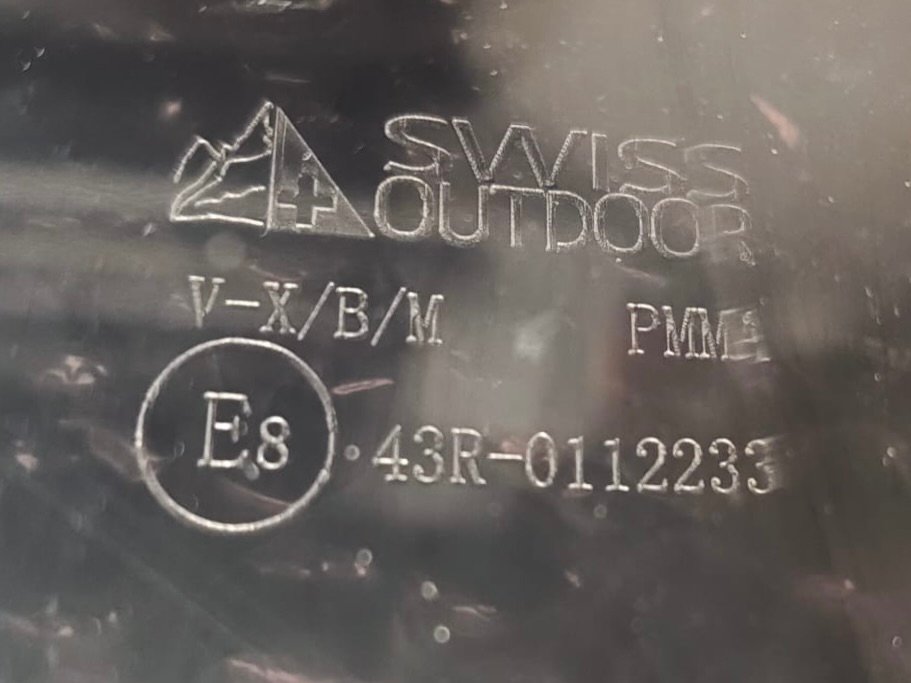 SWISS
OUTDOOR
V-X/B/M PMMA
E8 · 43R-0112233